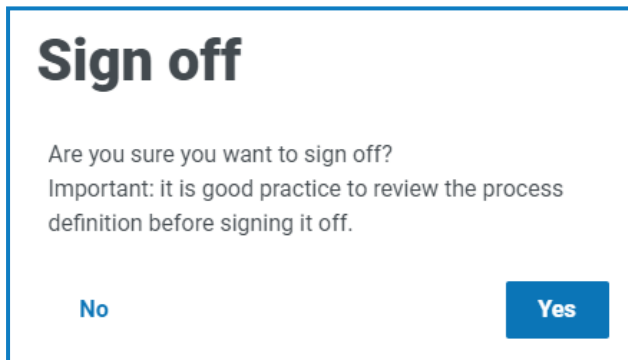 Sign off
Are you sure you want to sign off?
Important: it is good practice to review the process
definition before signing it off.
No
Yes